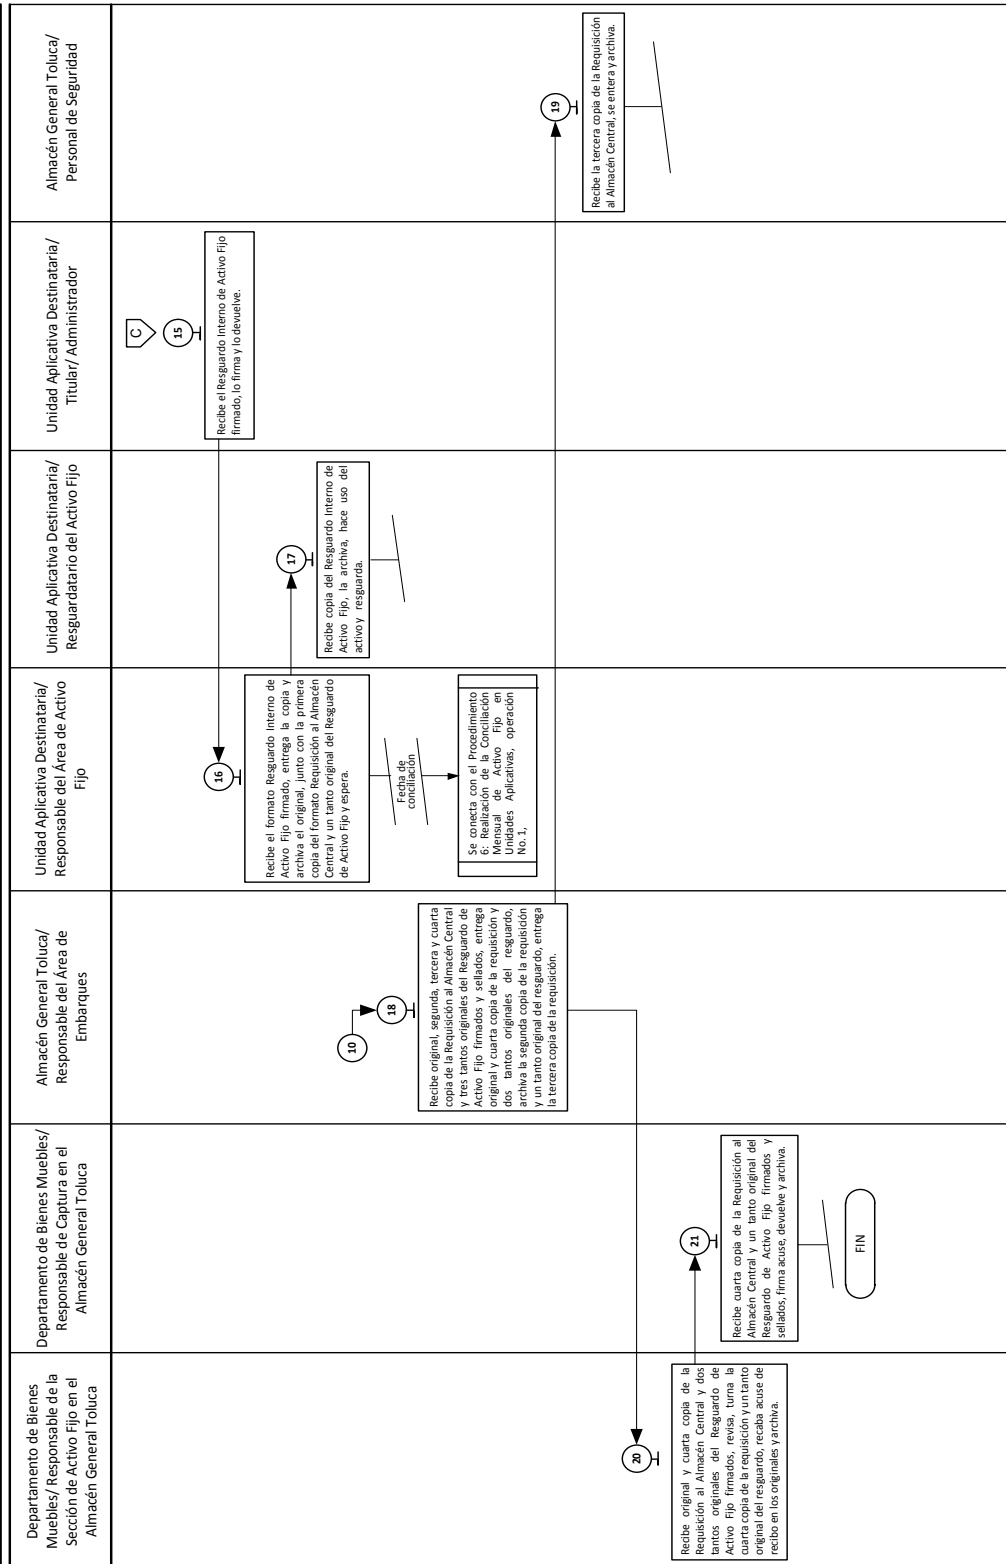 Departamento de Bienes
Muebles/ Responsable de la
Sección de Activo Fijo en el
Almacén General Toluca
Departamento de Bienes Muebles/
Responsable de Captura en el
Almacén General Toluca
Almacén General Toluca/
Responsable del Área de
Embarques
Unidad Aplicativa Destinataria/
Responsable del Área de Activo
Fijo
Unidad Aplicativa Destinataria/
Resguardatario del Activo Fijo
Unidad Aplicativa Destinataria/
Titular/ Administrador
Almacén General Toluca/
Personal de Seguridad
C
15
Recibe el Resguardo Interno de Activo Fijo
firmado, lo firma y lo devuelve.
16
Recibe el formato Resguardo Interno de
Activo Fijo firmado, entrega la copia y
archiva el original, junto con la primera
copia del formato Requisición al Almacén
Central y un tanto original del Resguardo
de Activo Fijo y espera.
17
Recibe copia del Resguardo Interno de
Activo Fijo, la archiva, hace uso del
activo y resguarda.
Fecha de
conciliación
Se conecta con el Procedimiento
6: Realización de la Conciliación
Mensual de Activo Fijo en
Unidades Aplicativas, operación
No. 1,
10
18
Recibe original, segunda, tercera y cuarta
copia de la Requisición al Almacén Central
y tres tantos originales del Resguardo de
Activo Fijo firmados y sellados, entrega
original y cuarta copia de la requisición y
dos tantos originales del resguardo,
archiva la segunda copia de la requisición
y un tanto original del resguardo, entrega
la tercera copia de la requisición.
19
Recibe la tercera copia de la Requisición
al Almacén Central, se entera y archiva.
20
Recibe original y cuarta copia de la
Requisición al Almacén Central y dos
tantos originales del Resguardo de
Activo Fijo firmados, revisa, turna la
cuarta copia de la requisición y un tanto
original del resguardo, recaba acuse de
recibo en los originales y archiva.
21
Recibe cuarta copia de la Requisición al
Almacén Central y un tanto original del
Resguardo de Activo Fijo firmados y
sellados, firma acuse, devuelve y archiva.
FIN